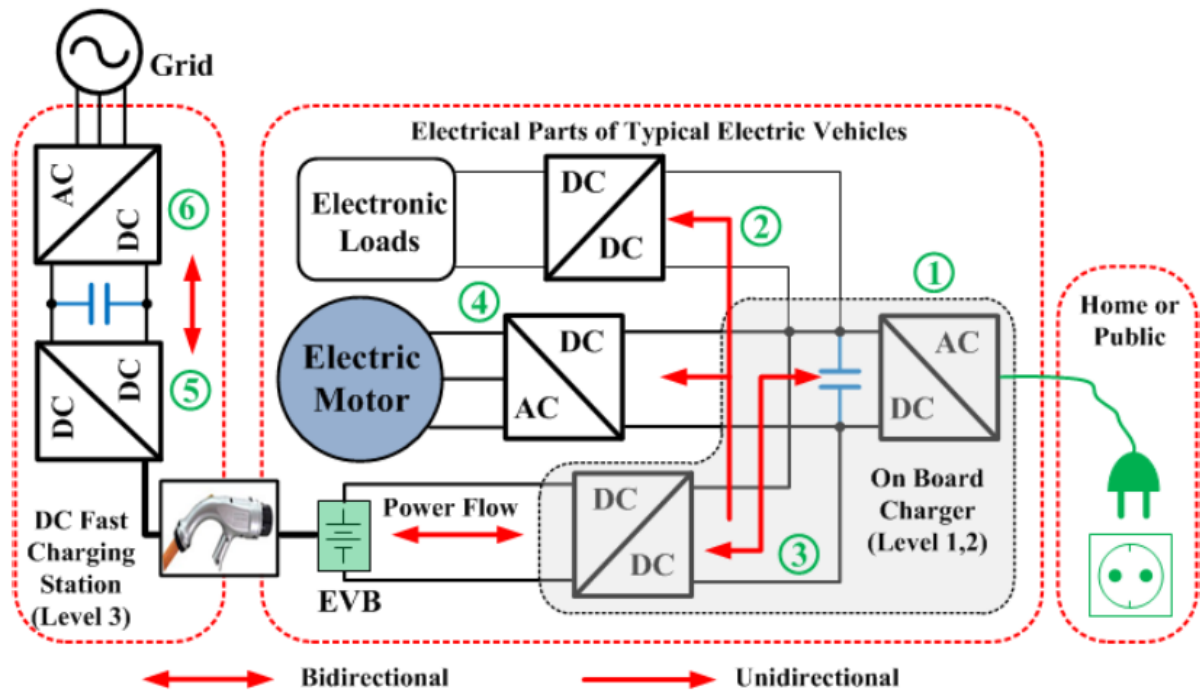 Grid
AC
DC
⑥
DC
DC
⑤
DC Fast
Charging
Station
(Level 3)
Electrical Parts of Typical Electric Vehicles
Electronic
Loads
DC
DC
②
①
④
Electric
Motor
DC
AC
AC
DC
Power Flow
EVB
DC
DC
③
On Board
Charger
(Level 1,2)
Home or
Public
Bidirectional
Unidirectional